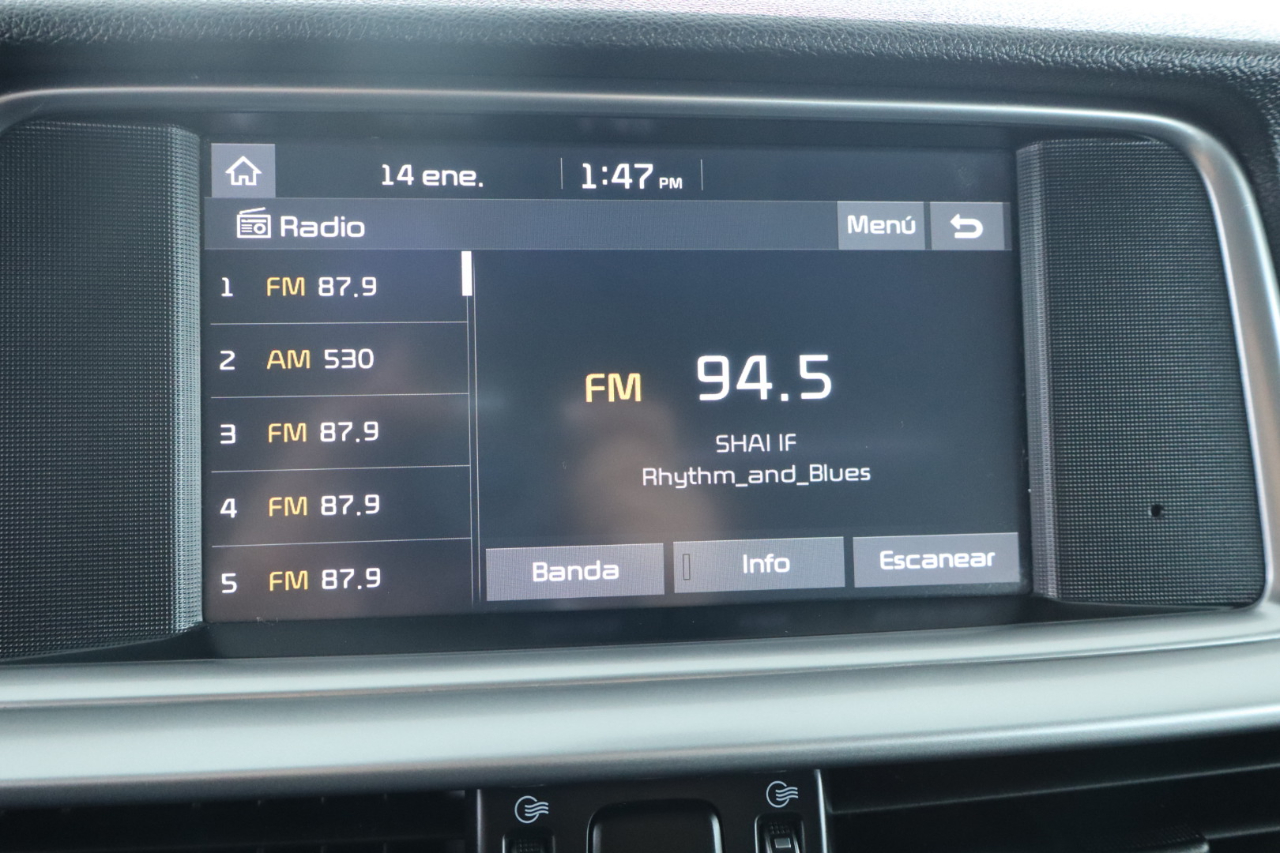 14 ene. 1:47 PM
Radio Menú
1 FM 87.9
2 AM 530
3 FM 87.9
4 FM 87.9
5 FM 87.9
FM 94.5
SHAI IF
Rhythm_and_Blues
Banda Info Escanear